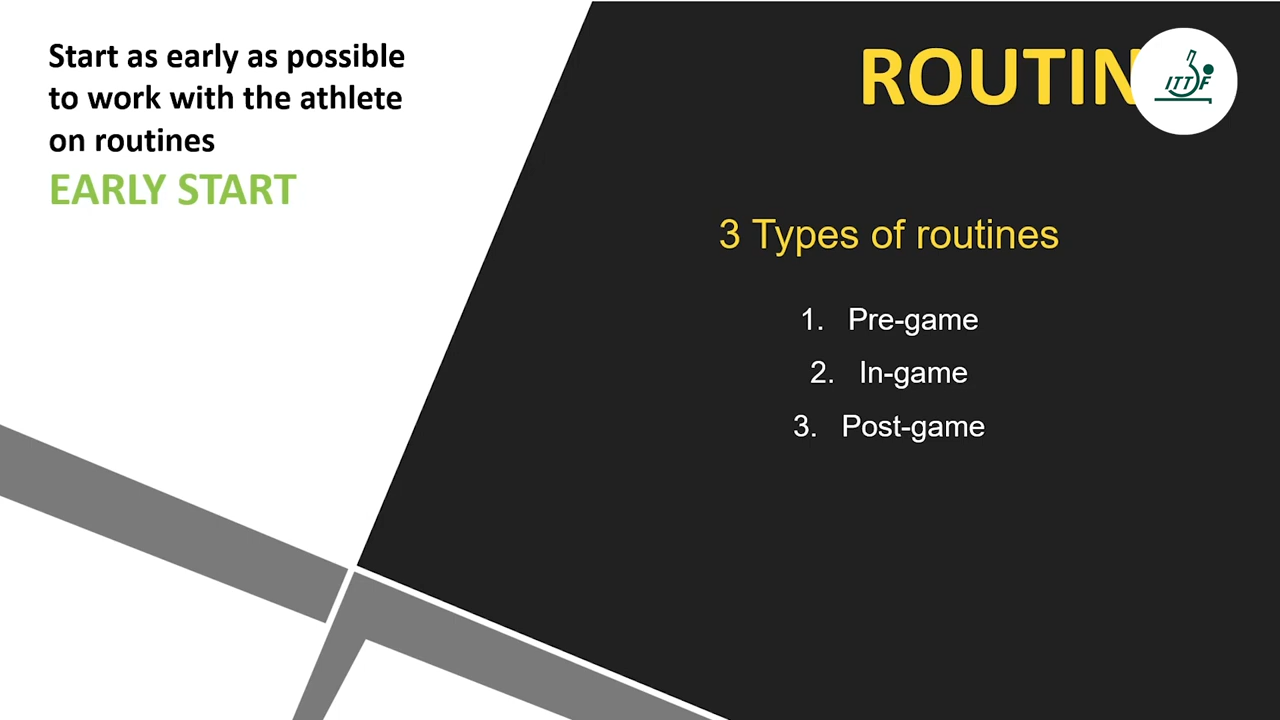 Start as early as possible
to work with the athlete
on routines
EARLY START
ROUTIN
ITTF
3 Types of routines
1. Pre-game
2. In-game
3. Post-game